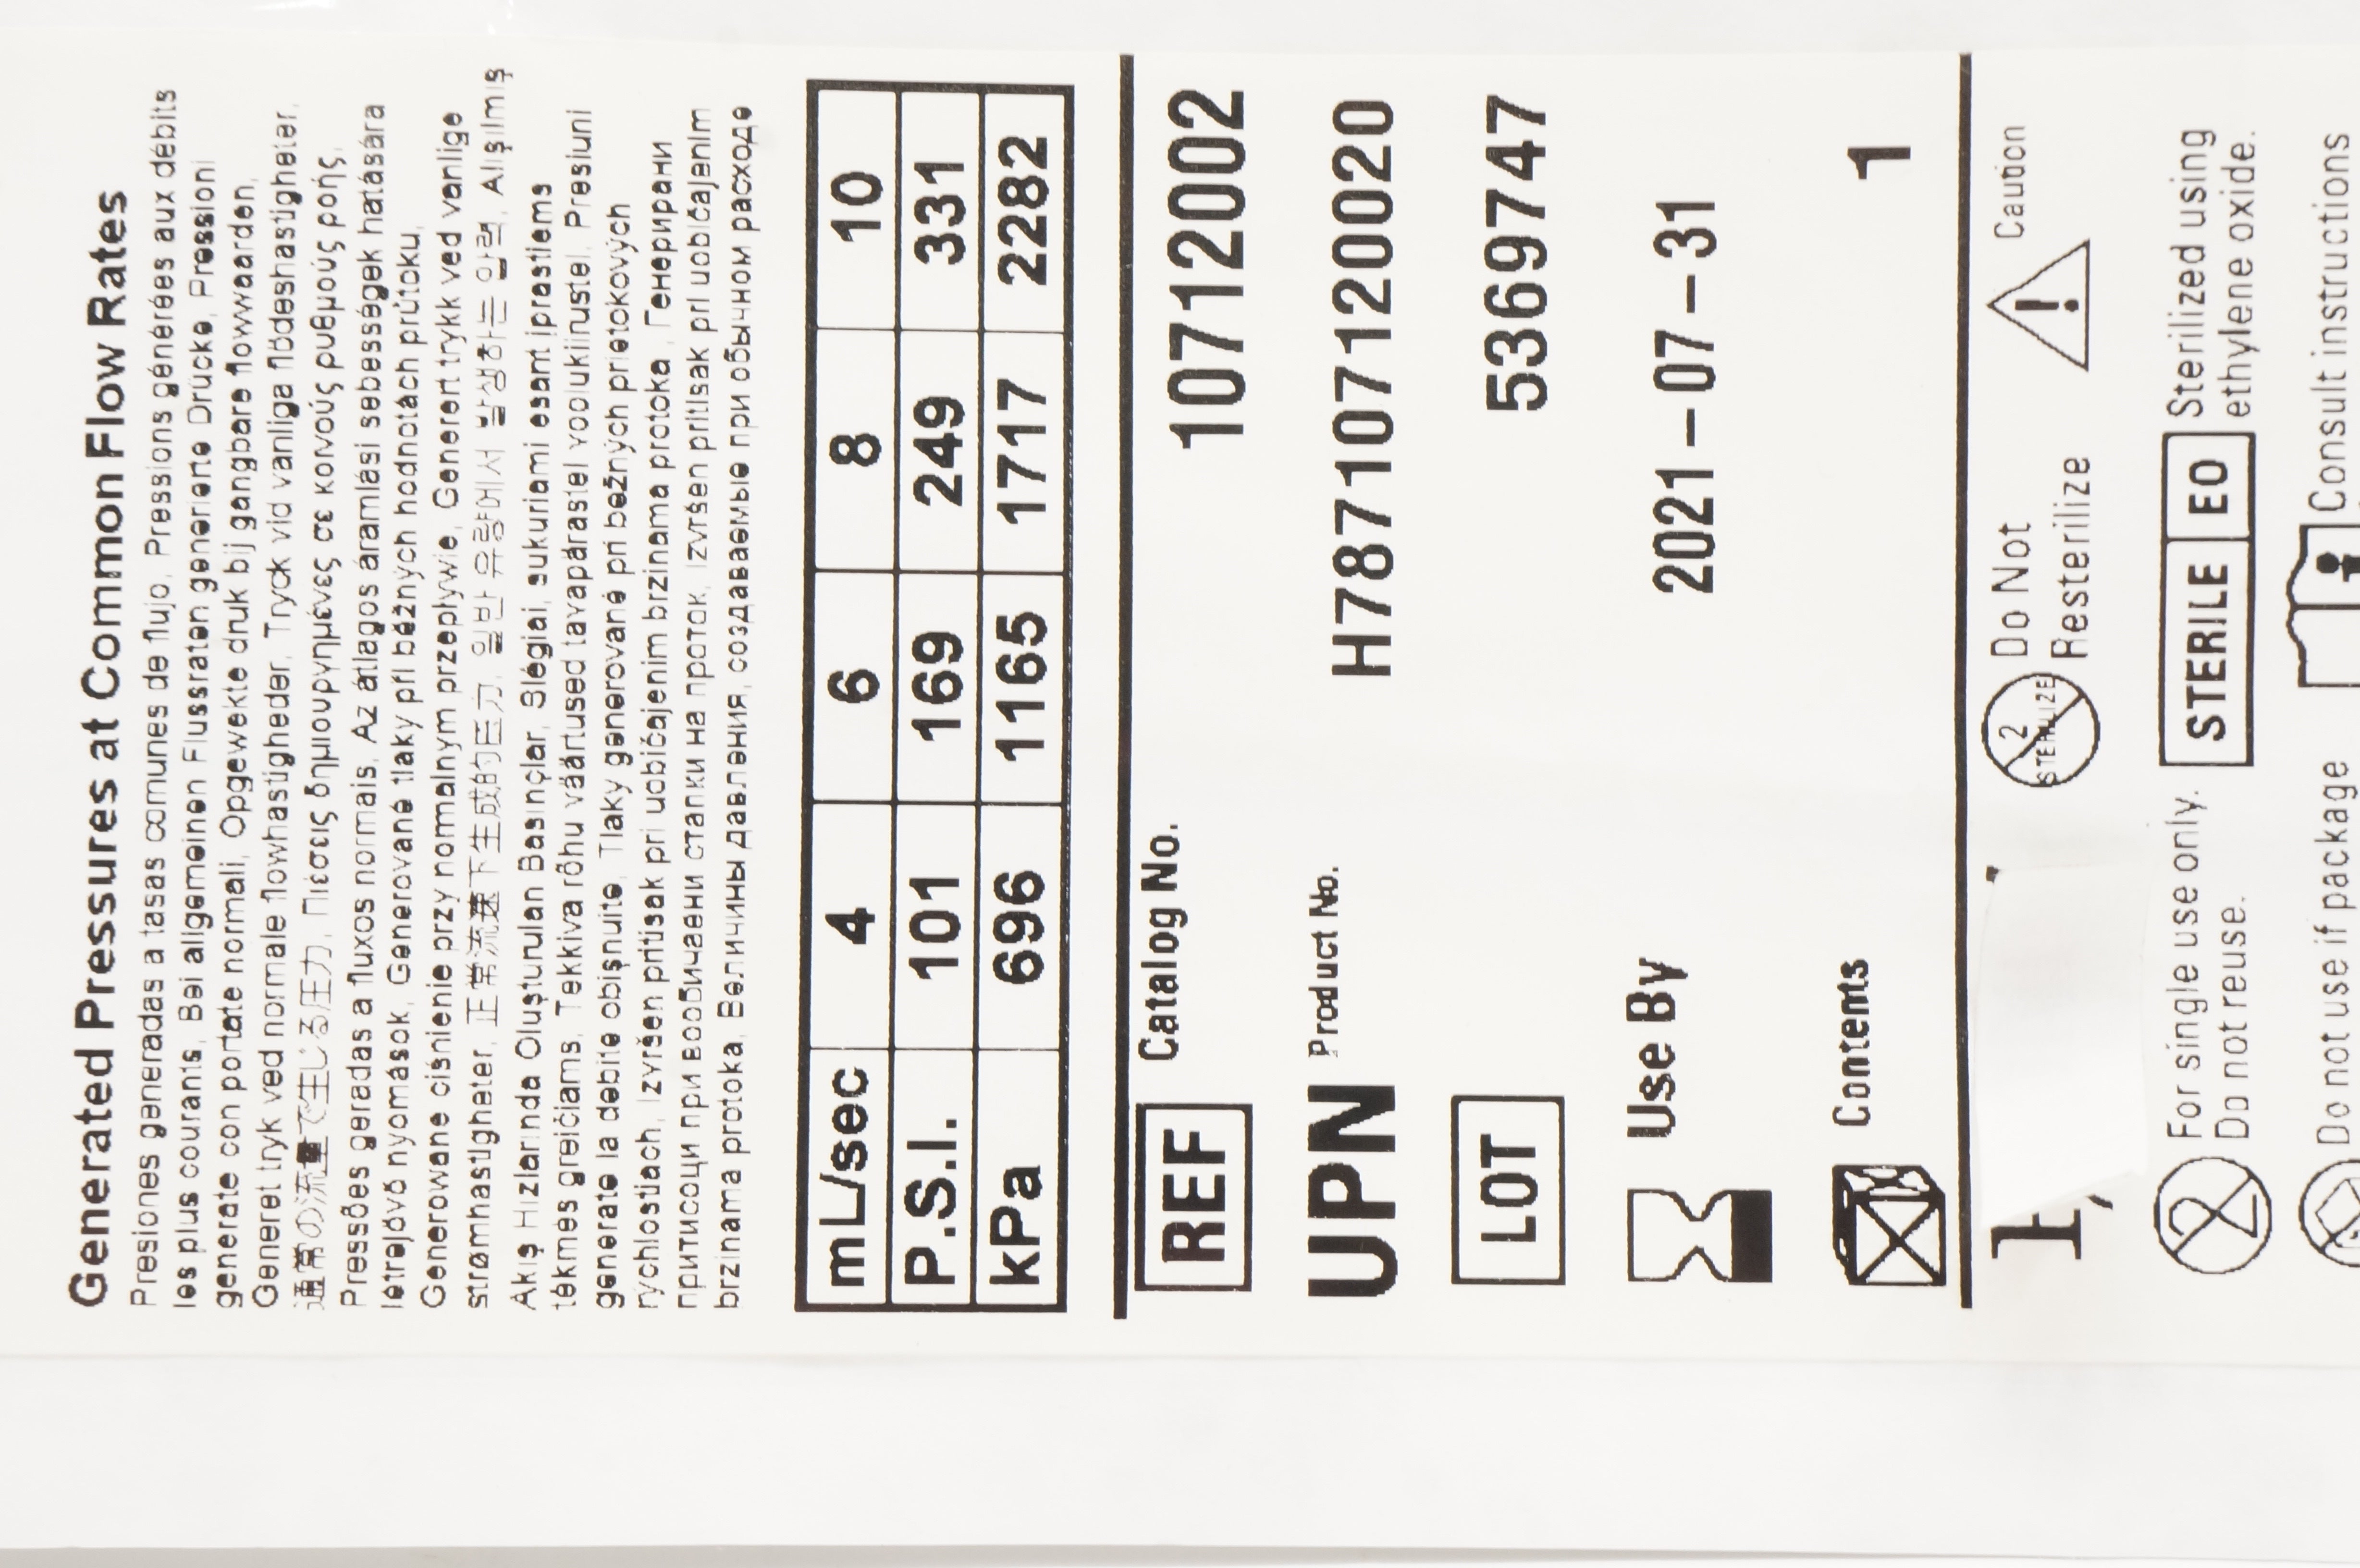 Generated Pressures at Common Flow Rates
Presiones generadas a tasas comunes de flujo. Pressions générées aux débits
les plus courants. Bei allgemeinen Flussraten generierte Drücke. Pressioni
generate con portate normali. Opgewekte druk bij gangbare flowwaarden.
Generet tryk ved normale flowhastigheder. Tryck vid vanliga flödeshastigheter.
通常の流量で生じる圧力. Πιέσεις δημιουργημένες σε κοινούς ρυθμούς ροής.
Pressões geradas a fluxos normais. Az átlagos áramlási sebességek hatására
létrejövő nyomások. Generované tlaky při běžných hodnotách průtoku.
Generowane ciśnienie przy normalnym przepływie. Generert trykk ved vanlige
strømhastigheter. 正常流速下生成的压力. 일반 유량에서 발생하는 압력. Alışılmış
Akış Hızlarında Oluşturulan Basınçlar. Slėgiai, sukuriami esant įprastiems
tėkmės greičiams. Tekkiva rõhu väärtused tavapärastel voolukiirustel. Presiuni
generate la debite obişnuite. Tlaky generované pri bežných prietokových
rýchlostiach. Izvršen pritisak pri uobičajenim brzinama protoka. Генерирани
притисоци при вообичаени стапки на проток. Izvršen pritisak pri uobičajenim
brzinama protoka. Величины давления, создаваемые при обычном расходе
mL/sec 4 6 8 10
P.S.I. 101 169 249 331
kPa 696 1165 1717 2282
REF Catalog No. 10712002
UPN Product No. H787107120020
LOT 5369747
Use By 2021-07-31
Contents 1
2 STERILIZE Do Not Resterilize
Caution
2 For single use only.
Do not reuse.
STERILE EO Sterilized using
ethylene oxide.
Do not use if package
Consult instructions